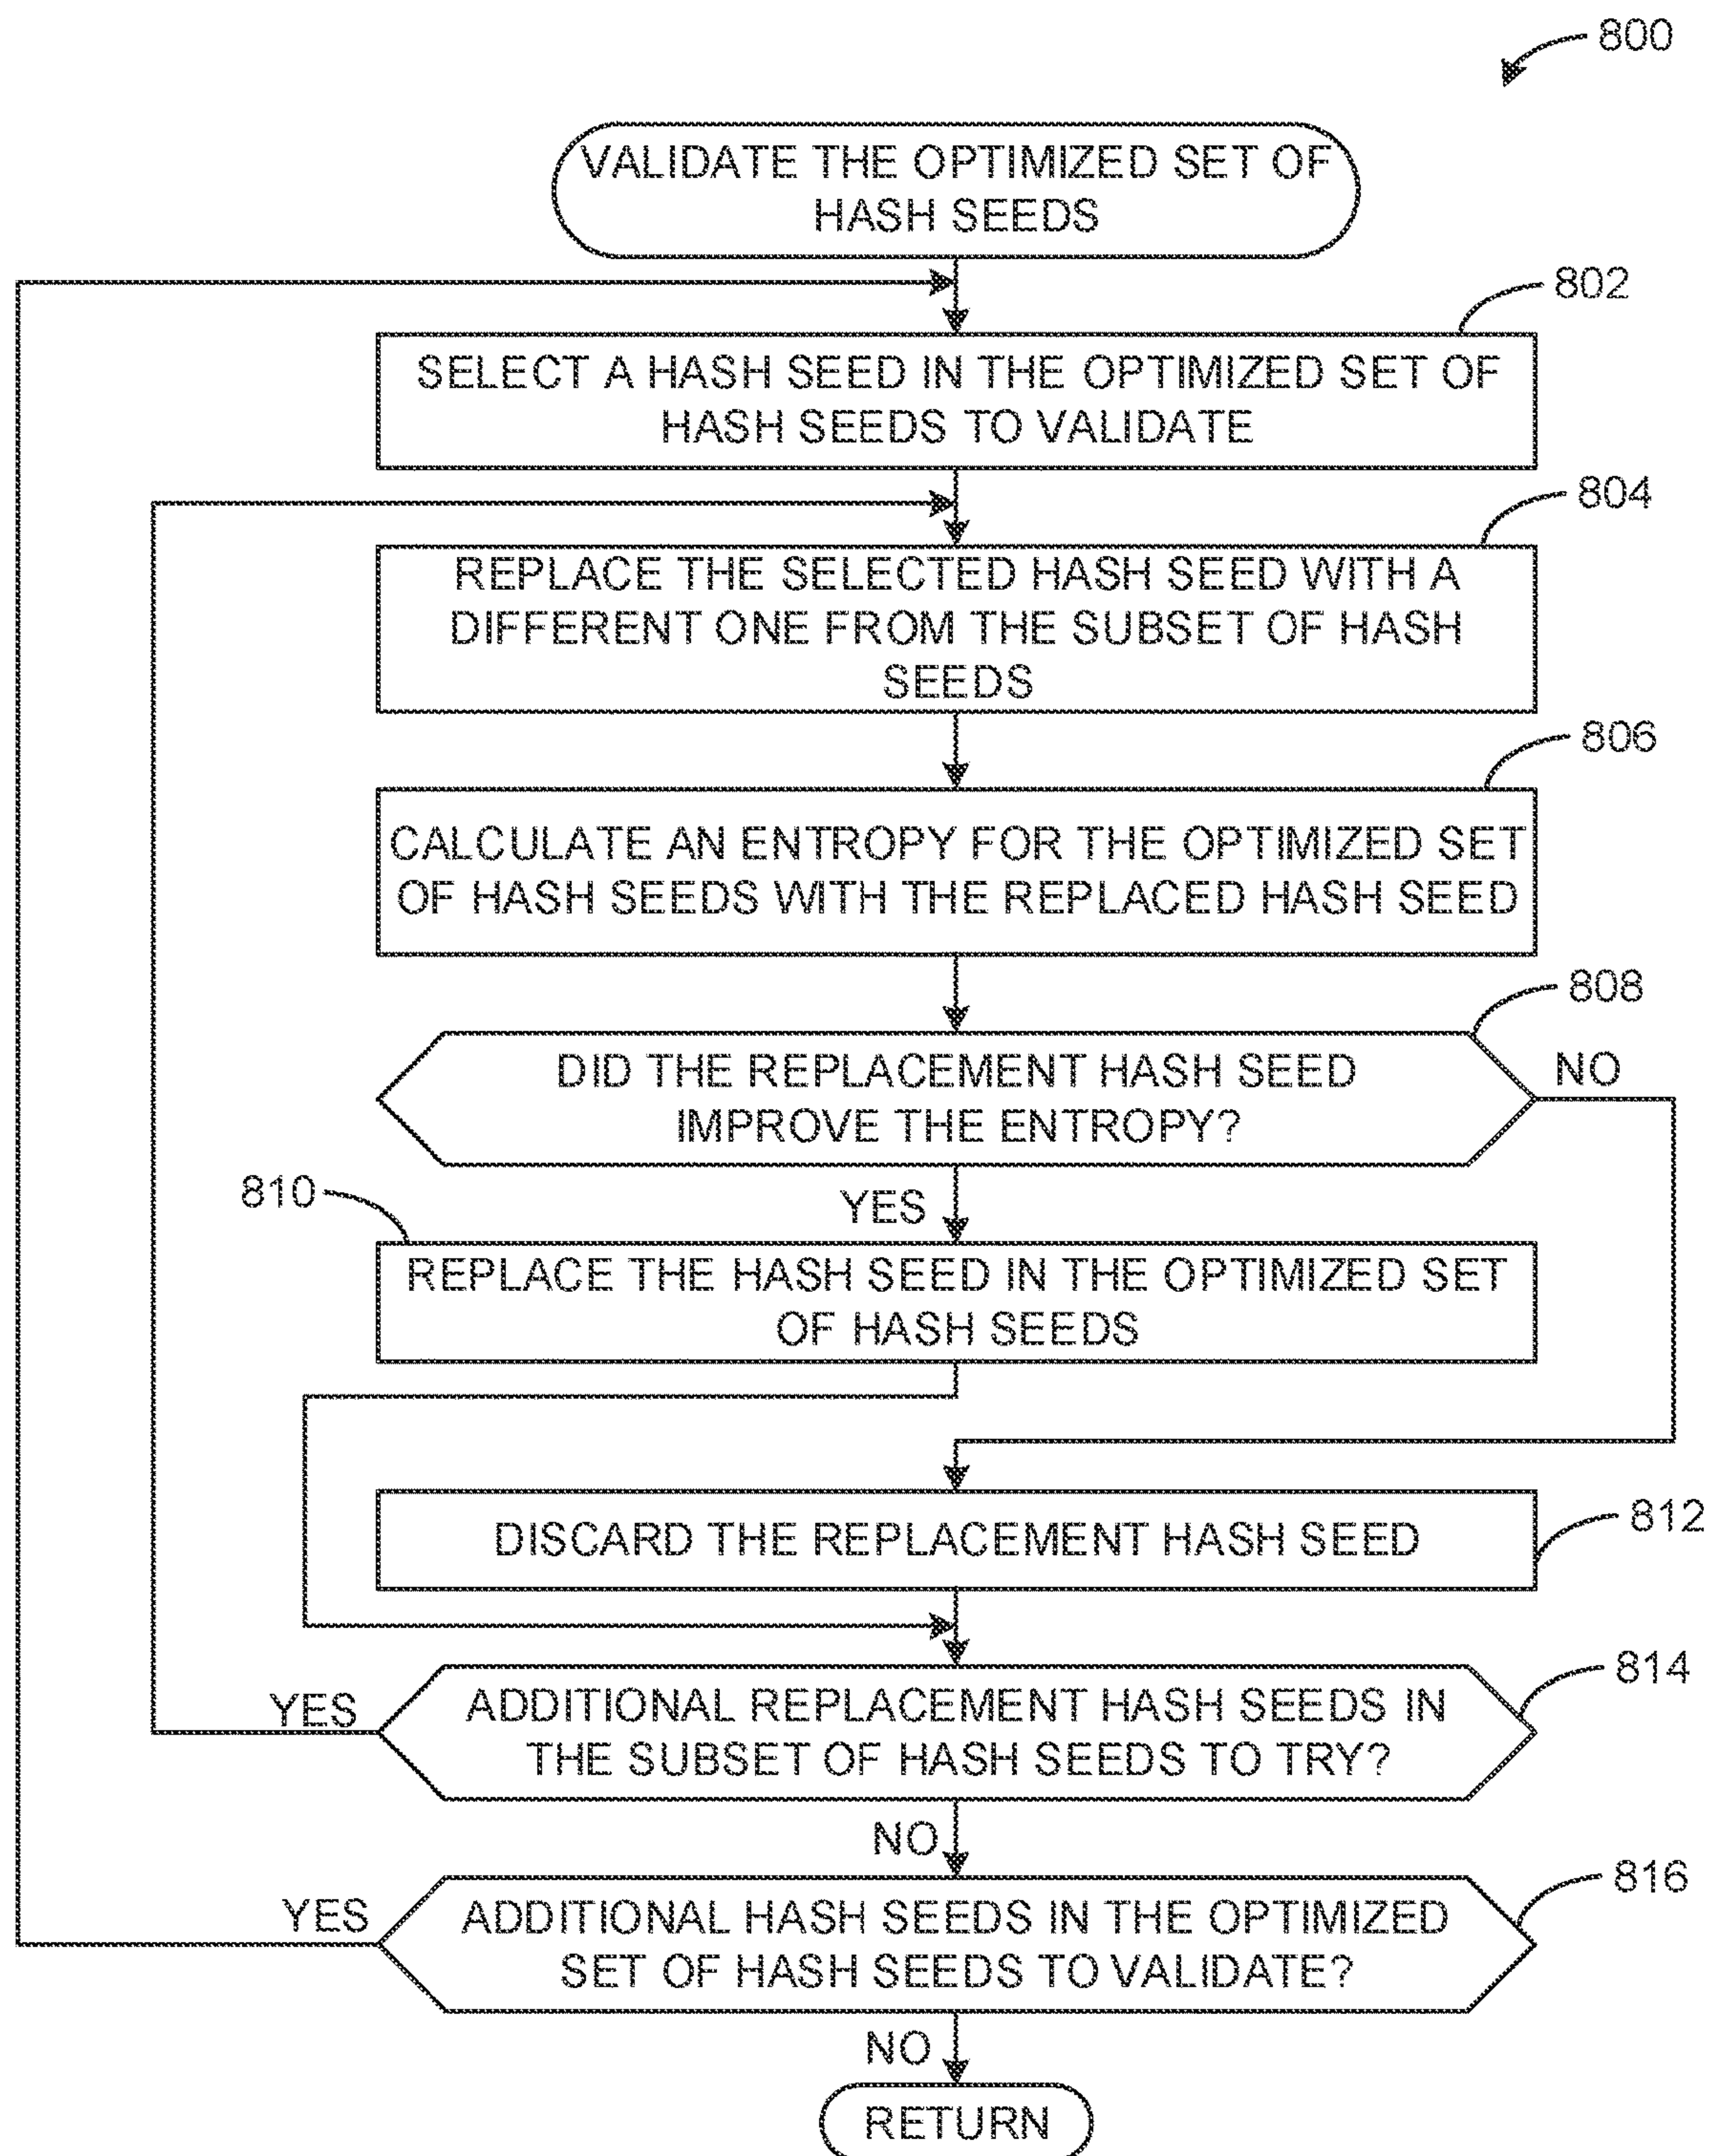 800
VALIDATE THE OPTIMIZED SET OF
HASH SEEDS
802
SELECT A HASH SEED IN THE OPTIMIZED SET OF
HASH SEEDS TO VALIDATE
804
REPLACE THE SELECTED HASH SEED WITH A
DIFFERENT ONE FROM THE SUBSET OF HASH
SEEDS
806
CALCULATE AN ENTROPY FOR THE OPTIMIZED SET
OF HASH SEEDS WITH THE REPLACED HASH SEED
808
DID THE REPLACEMENT HASH SEED
IMPROVE THE ENTROPY?
NO
YES
810
REPLACE THE HASH SEED IN THE OPTIMIZED SET
OF HASH SEEDS
812
DISCARD THE REPLACEMENT HASH SEED
814
YES
ADDITIONAL REPLACEMENT HASH SEEDS IN
THE SUBSET OF HASH SEEDS TO TRY?
NO
816
YES
ADDITIONAL HASH SEEDS IN THE OPTIMIZED
SET OF HASH SEEDS TO VALIDATE?
NO
RETURN